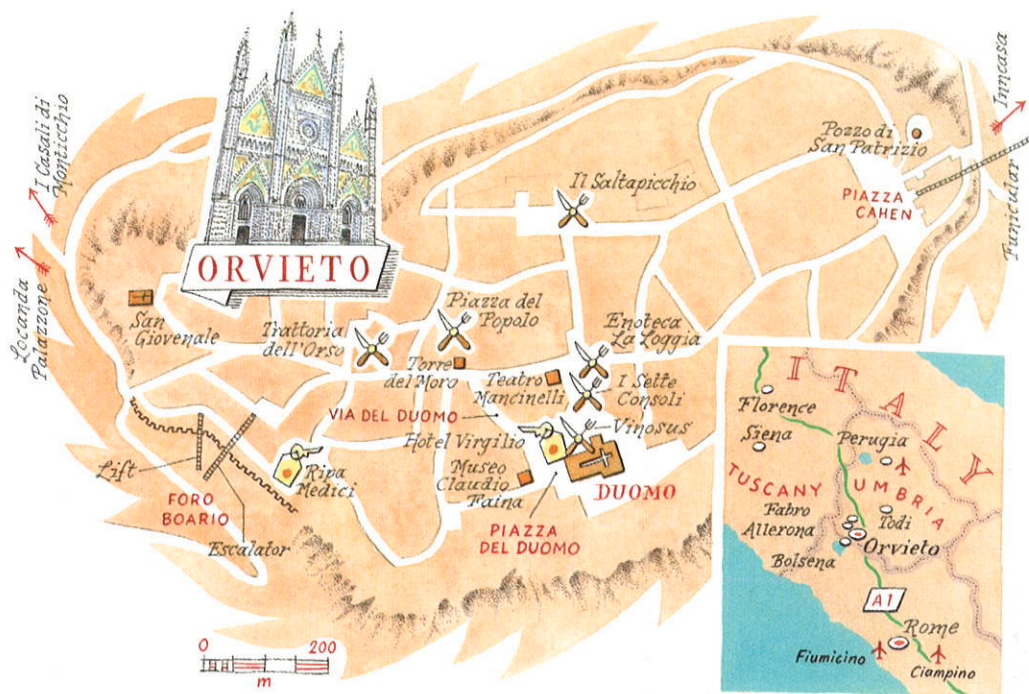 ORVIETO
I Casali di
Monticchio
Locanda
Palazzone
San
Giovenale
Il Saltapicchio
Pozzo di
San Patrizio
Inncasa
PIAZZA
CAHEN
Funicular
Trattoria
dell'Orso
Piazza del
Popolo
Torre
del Moro
Enoteca
La Loggia
Teatro
Mancinelli
I Sette
Consoli
VIA DEL DUOMO
Hotel Virgilio
Vinosus
Museo
Claudio
Faina
DUOMO
PIAZZA
DEL DUOMO
Lift
FORO
BOARIO
Escalator
Ripa
Medici
0 200
m
ITALY
Florence
Siena
Perugia
TUSCANY
UMBRIA
Fabro
Allerona
Todi
Orvieto
Bolsena
A1
Rome
Fiumicino
Ciampino